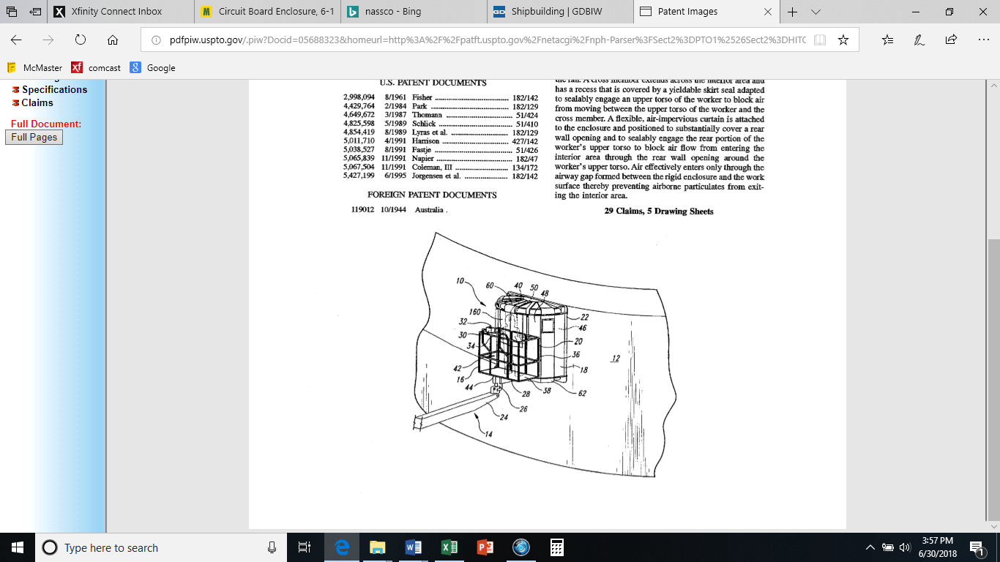 Xfinity Connect Inbox
Circuit Board Enclosure, 6-1
nassco - Bing
Shipbuilding | GDBIW
Patent Images
pdfpiw.uspto.gov/.piw?Docid=05688323&homeurl=http%3A%2F%2Fpatft.uspto.gov%2Fnetacgi%2Fnph-Parser%3FSect2%3DPTO1%2526Sect2%3DHITO
McMaster
comcast
Google
Specifications
Claims
Full Document:
Full Pages
U.S. PATENT DOCUMENTS
2,998,094 8/1961 Fisher ........ 182/142
4,429,764 2/1984 Park ........ 182/129
4,649,672 3/1987 Thomann ........ 51/424
4,825,598 5/1989 Schlick ........ 51/410
4,854,419 8/1989 Lyras et al. ........ 182/129
5,011,710 4/1991 Harrison ........ 427/142
5,038,527 8/1991 Fastje ........ 51/426
5,065,839 11/1991 Napier ........ 182/47
5,067,504 11/1991 Coleman, III ........ 134/172
5,427,199 6/1995 Jorgensen et al. ........ 182/142
FOREIGN PATENT DOCUMENTS
119012 10/1944 Australia .
the rail. A cross member extends across the interior area and
has a recess that is covered by a yieldable skirt seal adapted
to sealably engage an upper torso of the worker to block air
from moving between the upper torso of the worker and the
cross member. A flexible, air-impervious curtain is attached
to the enclosure and positioned to substantially cover a rear
wall opening and to sealably engage the rear portion of the
worker's upper torso to block air flow from entering the
interior area through the rear wall opening around the
worker's upper torso. Air effectively enters only through the
airway gap formed between the rigid enclosure and the work
surface thereby preventing airborne particulates from exit-
ing the interior area.
29 Claims, 5 Drawing Sheets
10
60
40
50
48
160
22
32
46
30
20
34
36
12
42
18
16
44
28
38
62
26
24
14
Type here to search
3:57 PM
6/30/2018
1